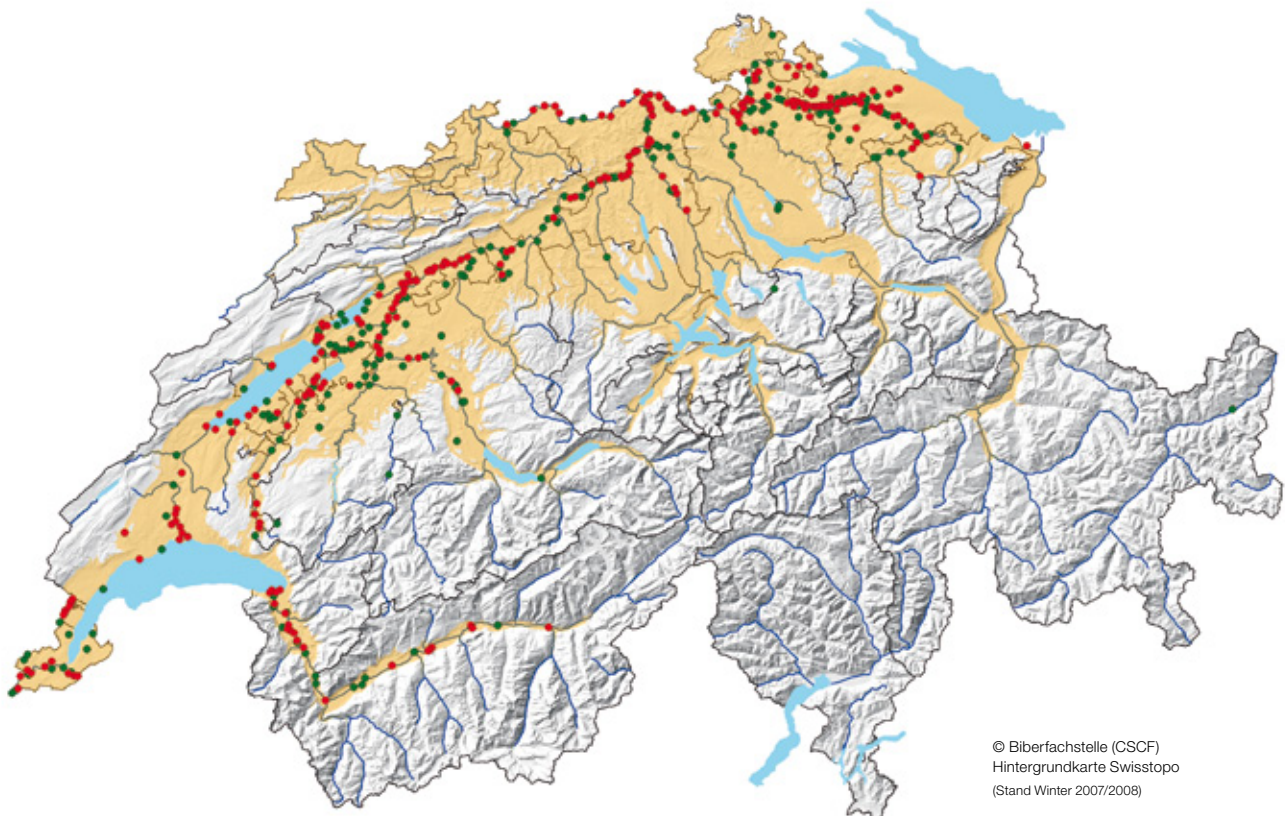 © Biberfachstelle (CSCF)
Hintergrundkarte Swisstopo
(Stand Winter 2007/2008)